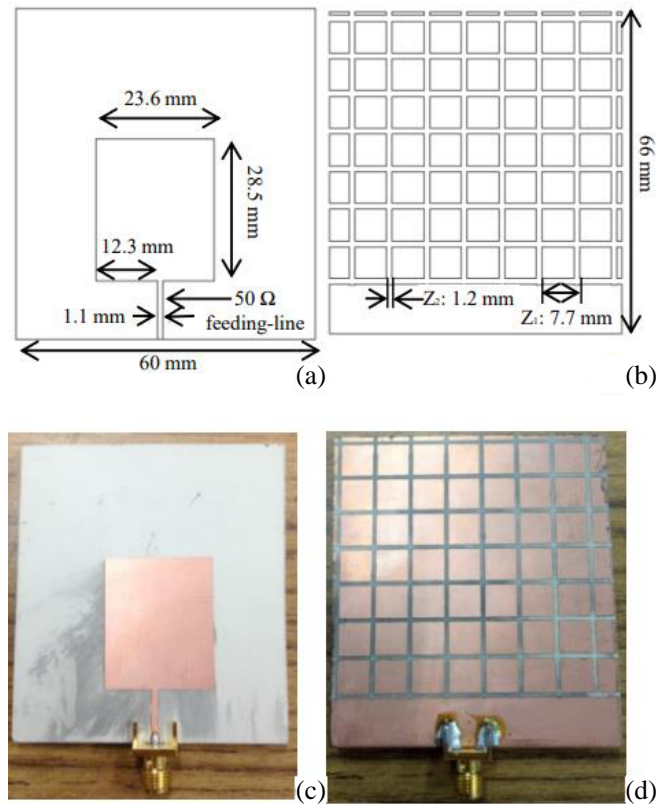 23.6 mm
28.5 mm
12.3 mm
50 Ω
1.1 mm
feeding-line
60 mm
(a)
66 mm
Z₂: 1.2 mm
Z₁: 7.7 mm
(b)
(c)
(d)